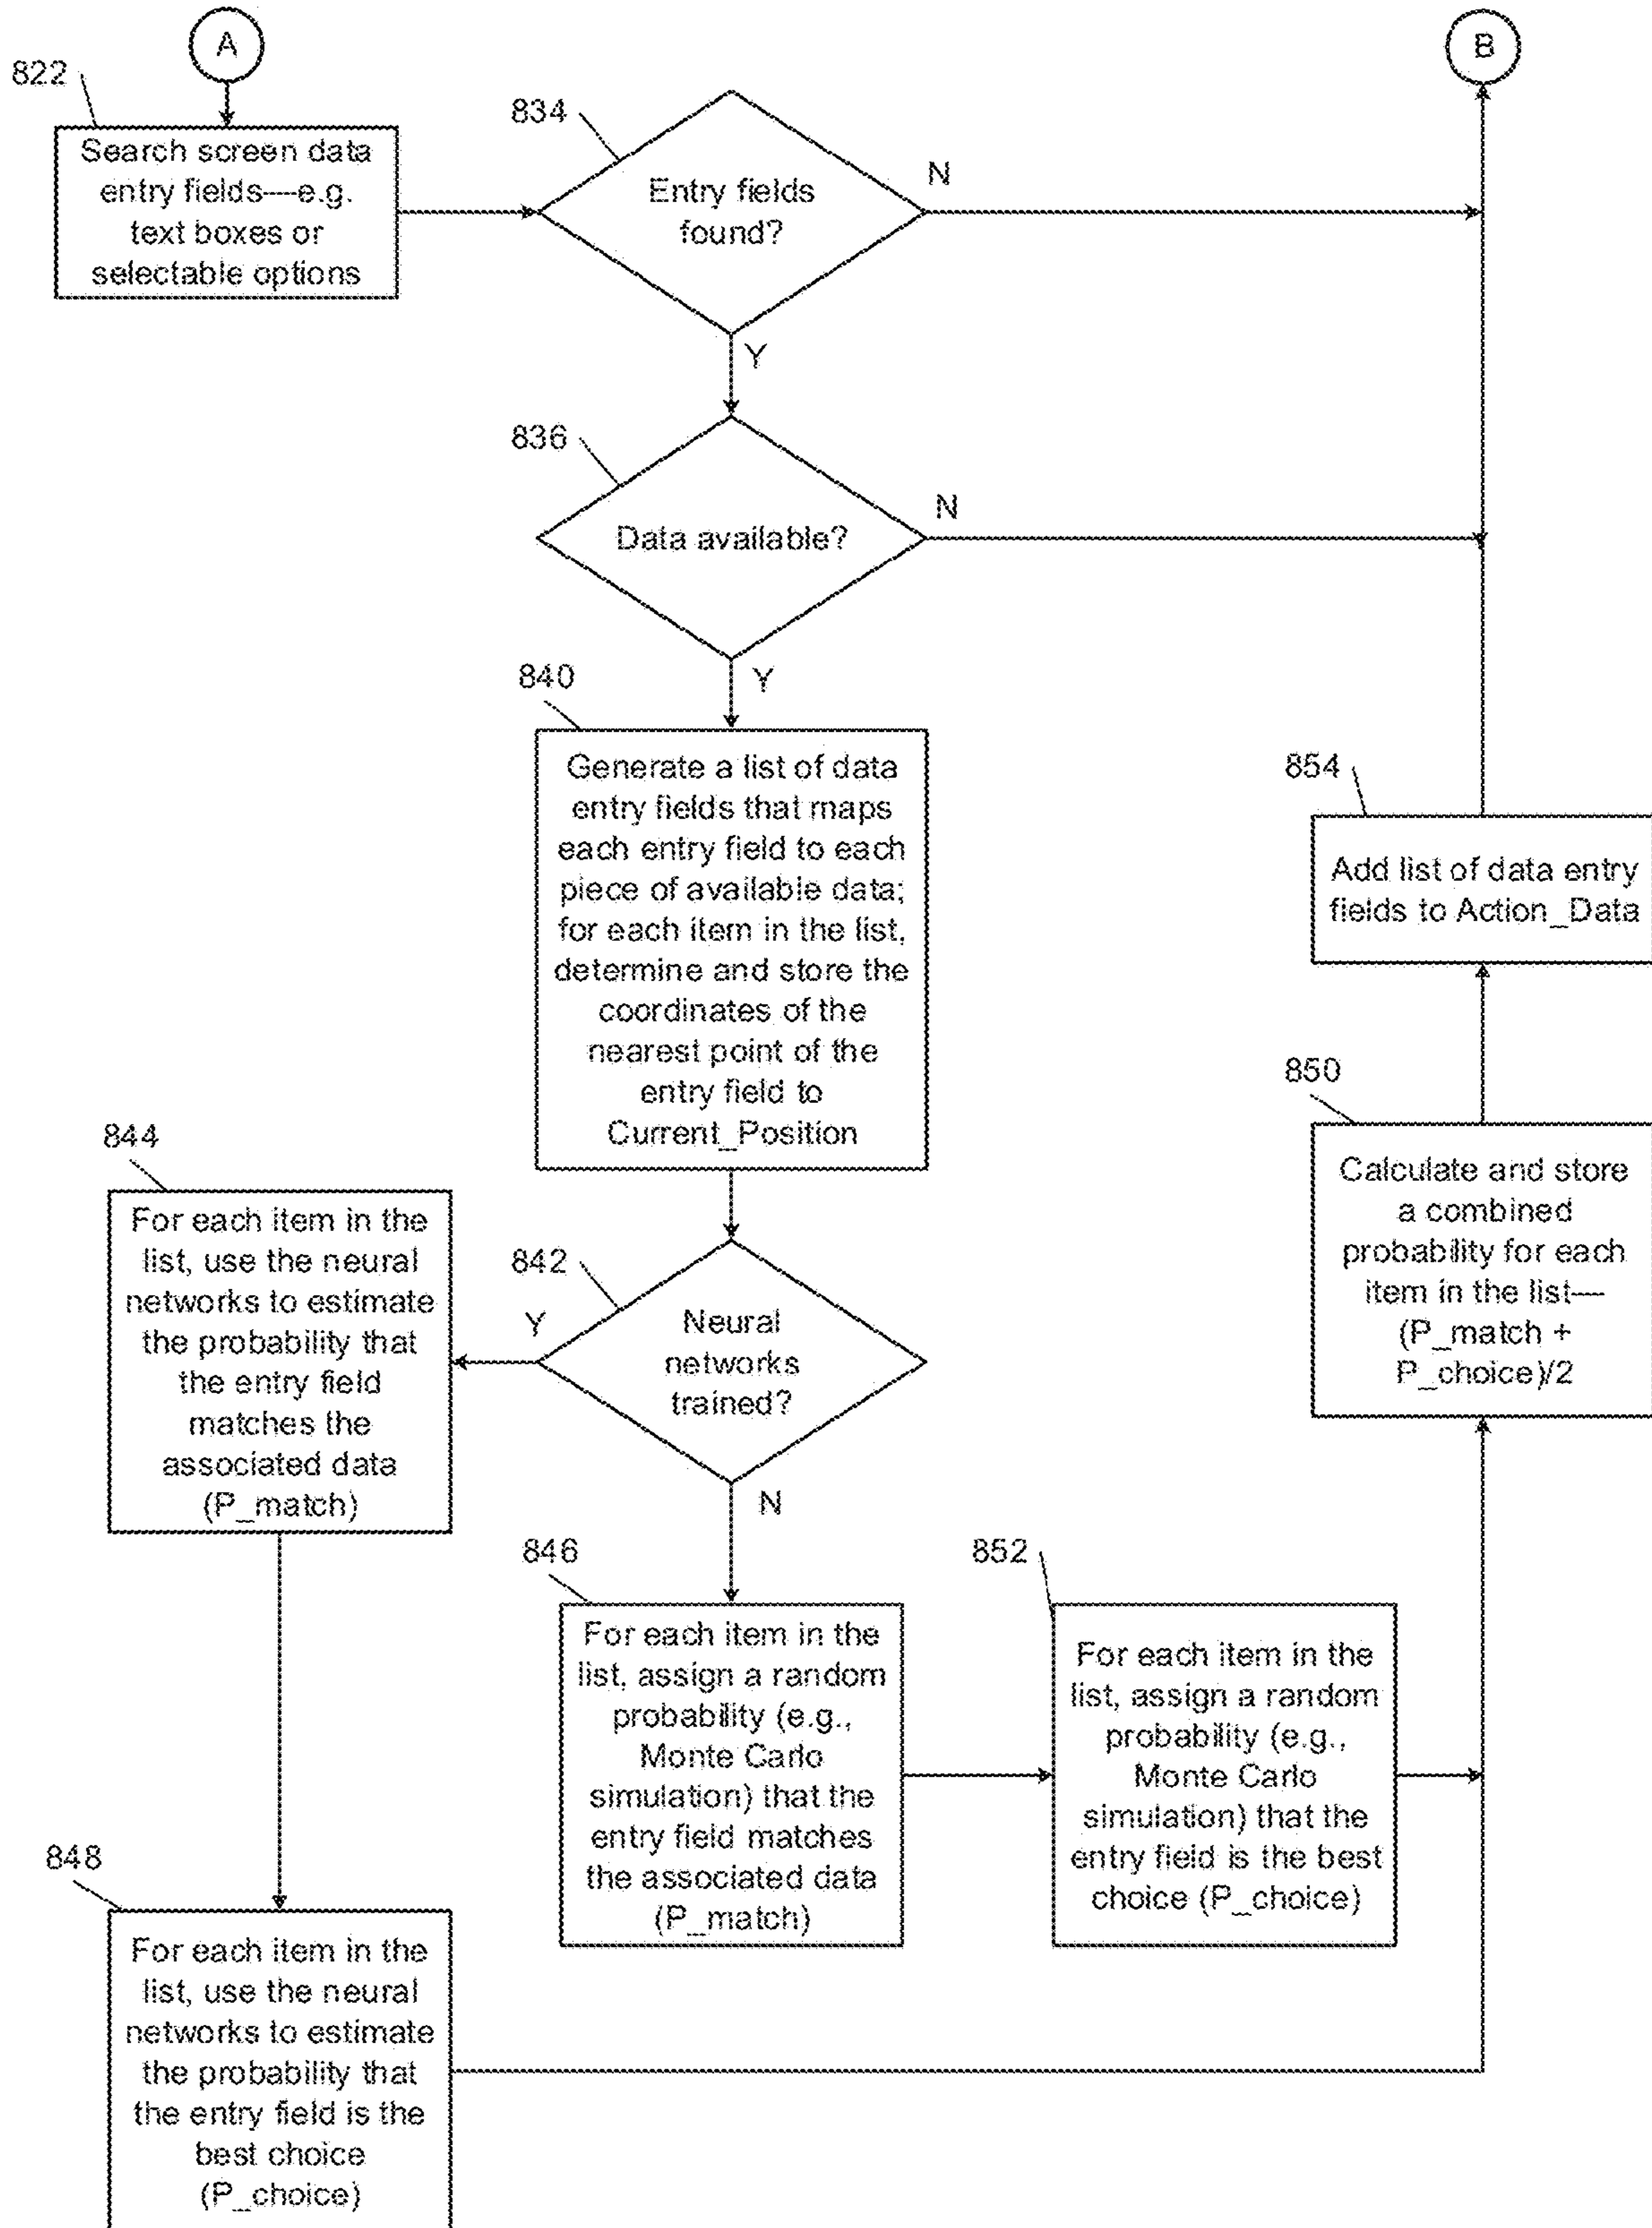 A
B
822
Search screen data
entry fields----e.g.
text boxes or
selectable options
834
Entry fields
found?
N
Y
836
Data available?
N
Y
840
Generate a list of data
entry fields that maps
each entry field to each
piece of available data;
for each item in the list,
determine and store the
coordinates of the
nearest point of the
entry field to
Current_Position
854
Add list of data entry
fields to Action_Data
850
Calculate and store
a combined
probability for each
item in the list----
(P_match +
P_choice)/2
844
For each item in the
list, use the neural
networks to estimate
the probability that
the entry field
matches the
associated data
(P_match)
842
Neural
networks
trained?
Y
N
846
For each item in the
list, assign a random
probability (e.g.,
Monte Carlo
simulation) that the
entry field matches
the associated data
(P_match)
852
For each item in the
list, assign a random
probability (e.g.,
Monte Carlo
simulation) that the
entry field is the best
choice (P_choice)
848
For each item in the
list, use the neural
networks to estimate
the probability that
the entry field is the
best choice
(P_choice)